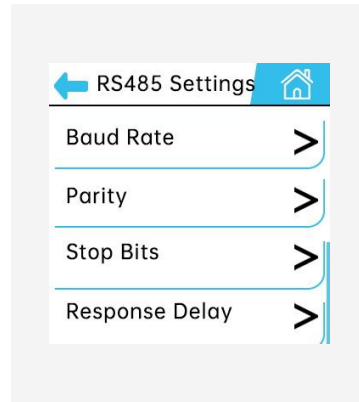 RS485 Settings
Baud Rate
>
Parity
>
Stop Bits
>
Response Delay
>